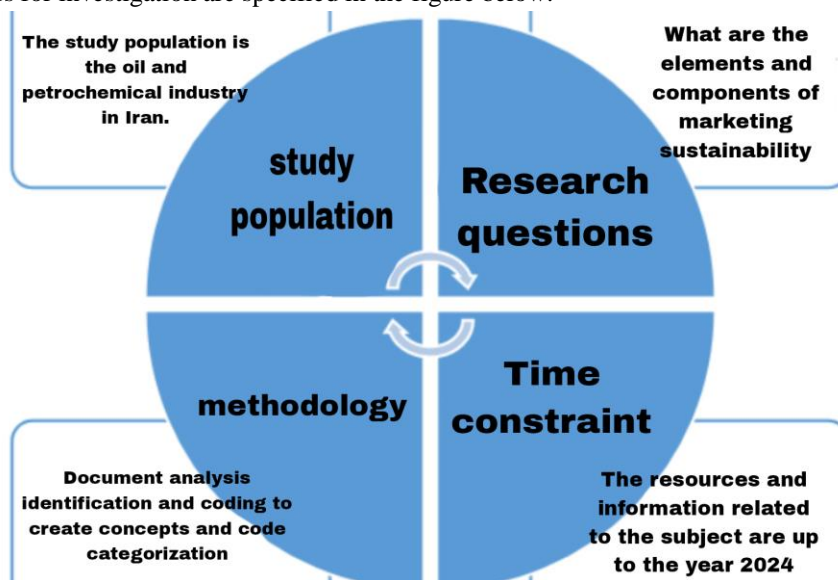 The study population is
the oil and
petrochemical industry
in Iran.
What are the
elements and
components of
marketing
sustainability
study
population
Research
questions
methodology
Time
constraint
Document analysis
identification and coding to
create concepts and code
categorization
The resources and
information related
to the subject are up
to the year 2024